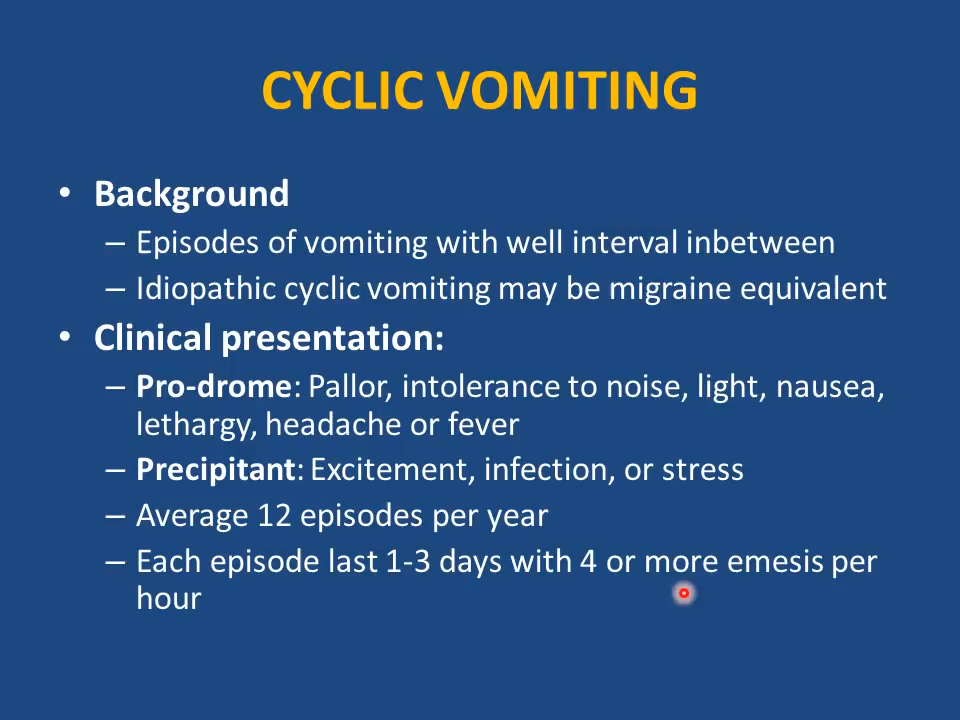 CYCLIC VOMITING
• Background
– Episodes of vomiting with well interval inbetween
– Idiopathic cyclic vomiting may be migraine equivalent
• Clinical presentation:
– Pro-drome: Pallor, intolerance to noise, light, nausea,
lethargy, headache or fever
– Precipitant: Excitement, infection, or stress
– Average 12 episodes per year
– Each episode last 1-3 days with 4 or more emesis per
hour